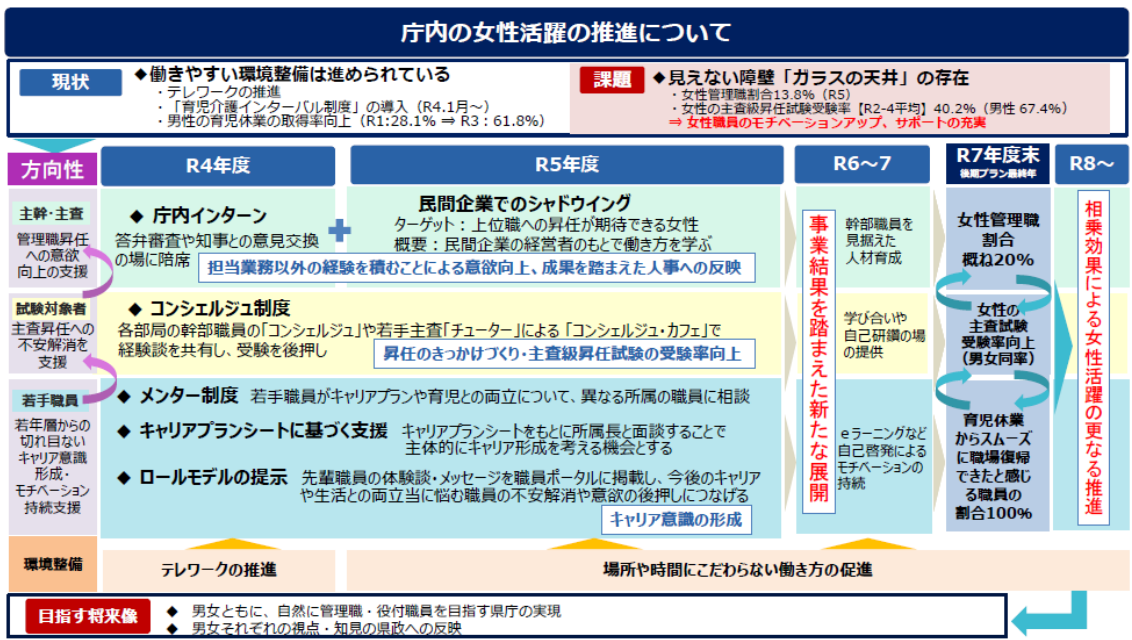 庁内の女性活躍の推進について
現状
◆働きやすい環境整備は進められている
・テレワークの推進
・「育児介護インターバル制度」の導入（R4.1月～）
・男性の育児休業の取得率向上（R1:28.1% ⇒ R3：61.8%）
課題
◆見えない障壁「ガラスの天井」の存在
・女性管理職割合13.8%（R5）
・女性の主査級昇任試験受験率【R2-4平均】40.2%（男性 67.4%）
⇒ 女性職員のモチベーションアップ、サポートの充実
方向性
R4年度
R5年度
R6～7
R7年度末
後期プラン最終年
R8～
主幹・主査
管理職昇任
への意欲
向上の支援
◆ 庁内インターン
答弁審査や知事との意見交換
の場に陪席
民間企業でのシャドウイング
ターゲット：上位職への昇任が期待できる女性
概要：民間企業の経営者のもとで働き方を学ぶ
担当業務以外の経験を積むことによる意欲向上、成果を踏まえた人事への反映
試験対象者
主査昇任への
不安解消を
支援
◆ コンシェルジュ制度
各部局の幹部職員の「コンシェルジュ」や若手主査「チューター」による「コンシェルジュ・カフェ」で
経験談を共有し、受験を後押し
昇任のきっかけづくり・主査級昇任試験の受験率向上
若手職員
若年層からの
切れ目ない
キャリア意識
形成・
モチベーション
持続支援
◆ メンター制度　若手職員がキャリアプランや育児との両立について、異なる所属の職員に相談
◆ キャリアプランシートに基づく支援　キャリアプランシートをもとに所属長と面談することで
主体的にキャリア形成を考える機会とする
◆ ロールモデルの提示　先輩職員の体験談・メッセージを職員ポータルに掲載し、今後のキャリア
や生活との両立当に悩む職員の不安解消や意欲の後押しにつなげる
キャリア意識の形成
事業結果を踏まえた新たな展開
幹部職員を
見据えた
人材育成
学び合いや
自己研鑽の場
の提供
eラーニングなど
自己啓発による
モチベーションの
持続
女性管理職
割合
概ね20%
女性の
主査試験
受験率向上
（男女同率）
育児休業
からスムーズ
に職場復帰
できたと感じ
る職員の
割合100%
相乗効果による女性活躍の更なる推進
環境整備
テレワークの推進
場所や時間にこだわらない働き方の促進
目指す将来像
◆ 男女ともに、自然に管理職・役付職員を目指す県庁の実現
◆ 男女それぞれの視点・知見の県政への反映